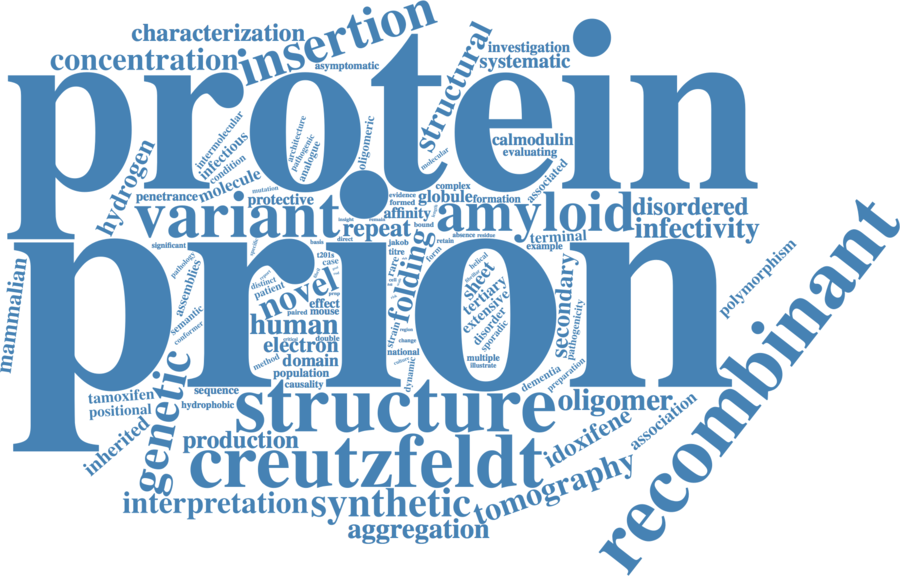 characterization
insertion
concentration
asymptomatic
structural
investigation
systematic
protein
intermolecular
infectious
condition
architecture
pathogenic
analogue
oligomeric
molecular
calmodulin
evaluating
associated
hydrogen
penetrance
molecule
mutation
protective
evidence
formed
complex
globule
formation
variant
repeat
affinity
bound
amyloid
disordered
infectivity
insight
domain
direct
absence
residue
terminal
example
retain
significant
specific
basic
jakob
titre
form
folding
prion
mammalian
pathology
assemblies
semantic
conformer
t201s
case
distinct
patient
novel
effect
paired
mouse
human
critical
double
electron
method
domain
population
causality
rare
strain
region
change
national
culture
dynamic
helical
sheet
tertiary
extensive
disorder
sporadic
multiple
illustrate
secondary
pathogenicity
dementia
preparation
polymorphism
recombinant
tamoxifen
positional
genetic
sequence
hydrophobic
structure
oligomer
inherited
production
creutzfeldt
idoxifene
association
interpretation
synthetic
tomography
aggregation